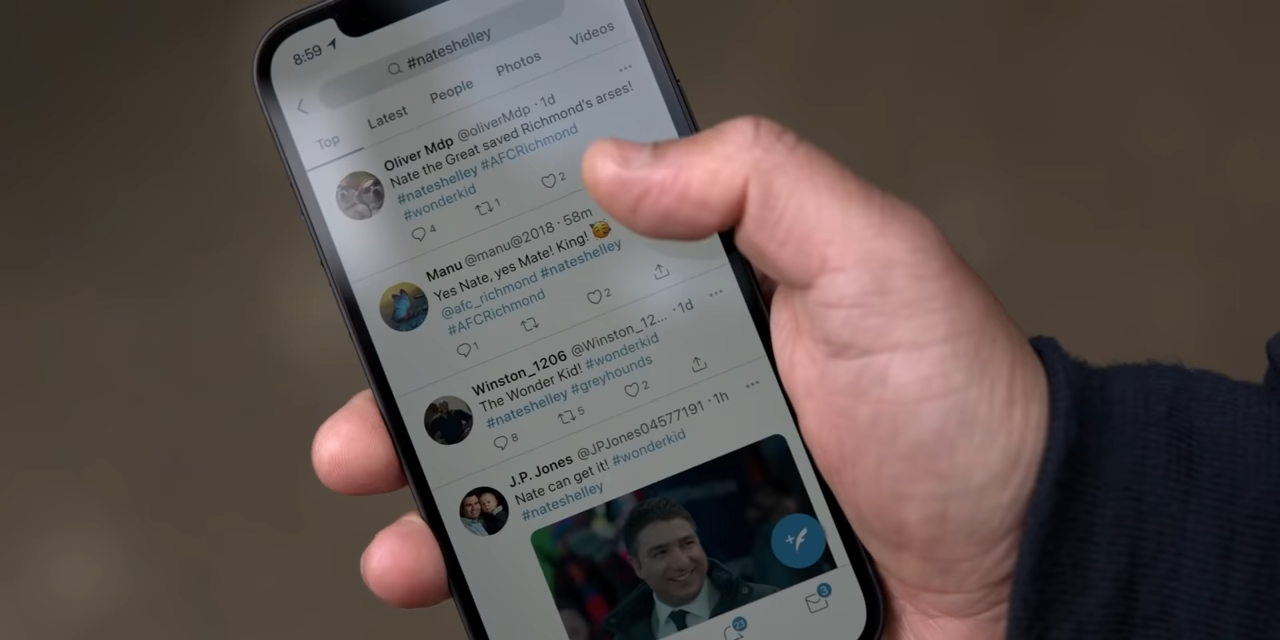 8:59
#nateshelley
Top Latest People Photos Videos
Oliver Mdp @oliverMdp · 1d
Nate the Great saved Richmond's arses!
#nateshelley #AFCRichmond
#wonderkid
4 1 2
Manu @manu@2018 · 58m
Yes Nate, yes Mate! King! 🥳
@afc_richmond #nateshelley
#AFCRichmond
1 2
Winston_1206 @Winston_12... · 1d
The Wonder Kid! #wonderkid
#nateshelley #greyhounds
8 5 2
J.P. Jones @JPJones04577191 · 1h
Nate can get it! #wonderkid
#nateshelley
23 3